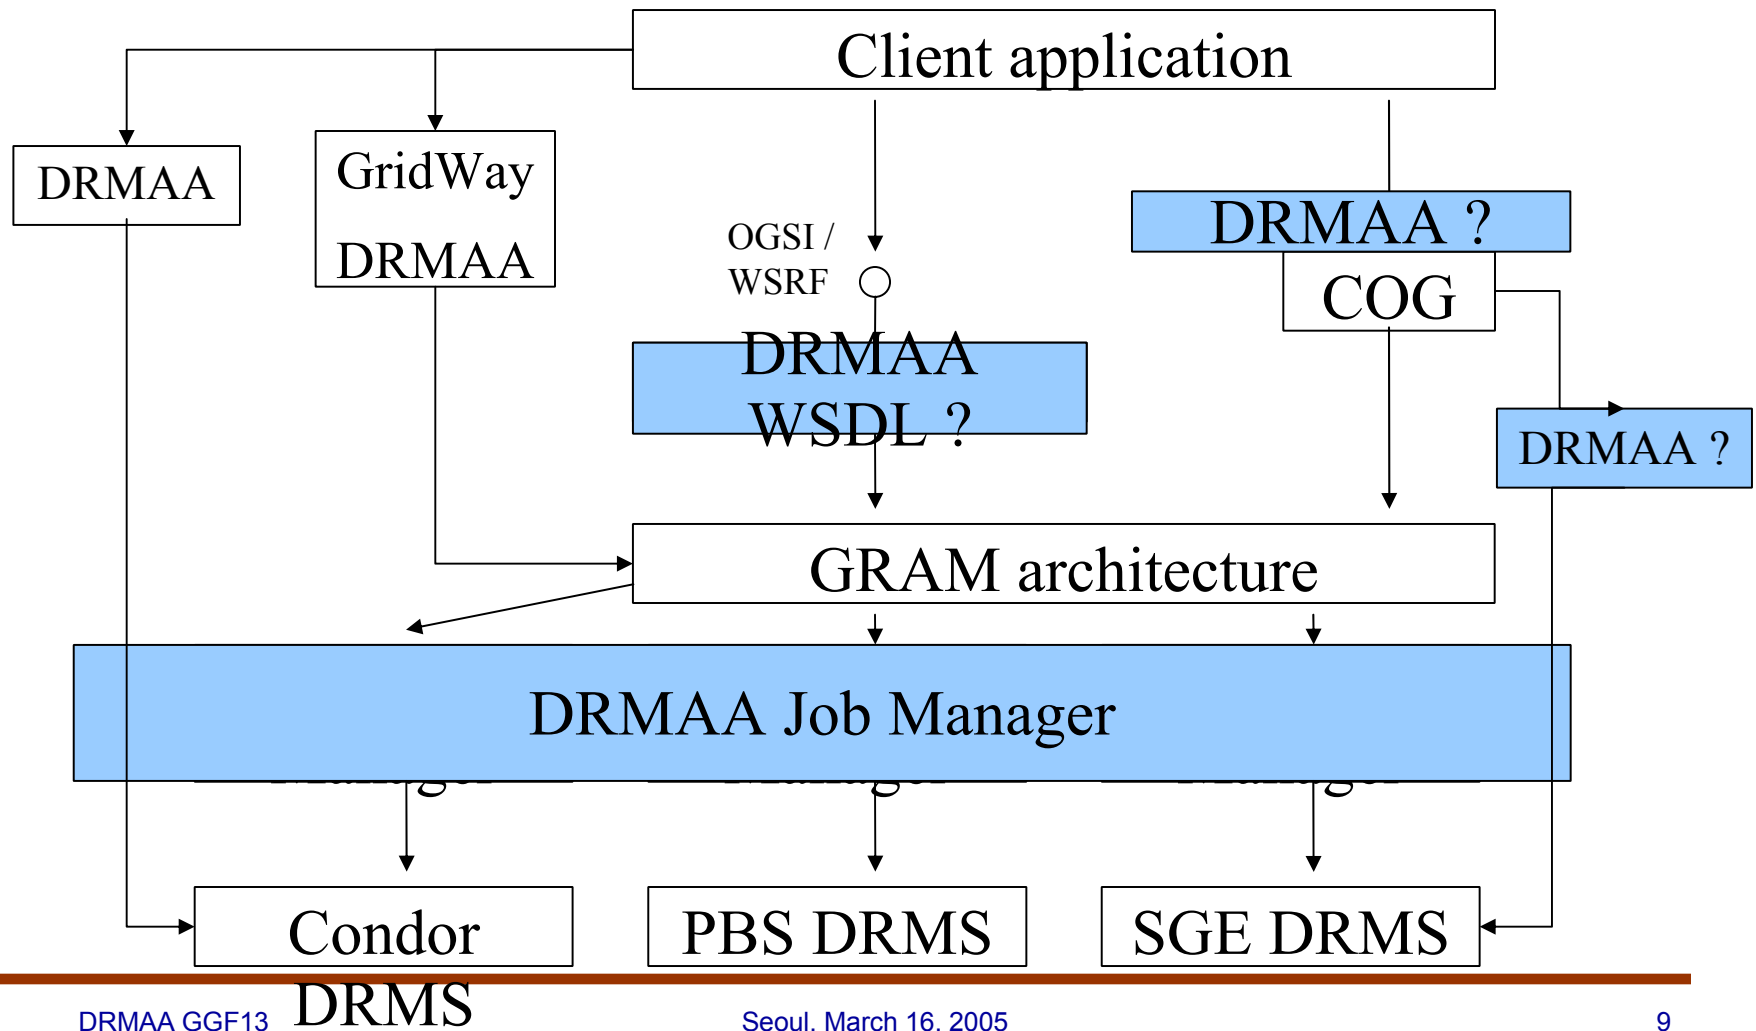 Client application
DRMAA
GridWay
DRMAA
OGSI /
WSRF
DRMAA ?
COG
DRMAA
WSDL ?
DRMAA ?
GRAM architecture
DRMAA Job Manager
Condor
DRMS
PBS DRMS
SGE DRMS
DRMAA GGF13
Seoul, March 16, 2005
9